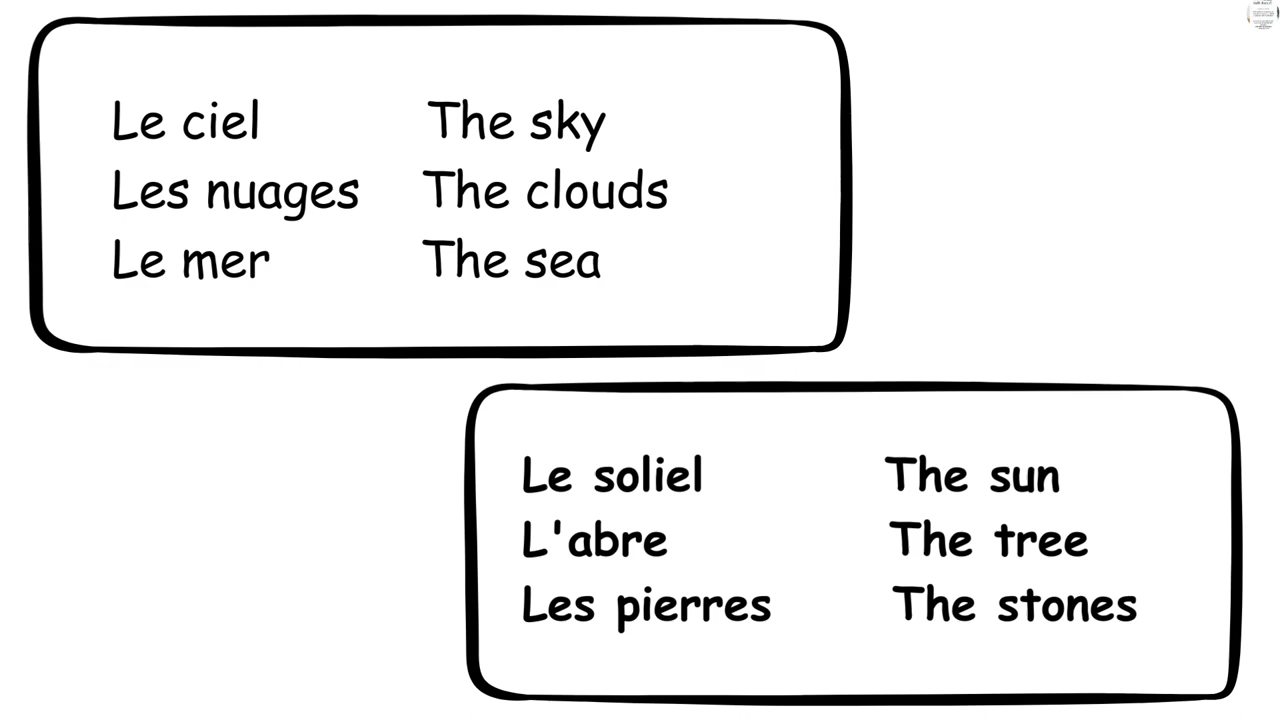 Le ciel The sky
Les nuages The clouds
Le mer The sea
Le soliel The sun
L'abre The tree
Les pierres The stones